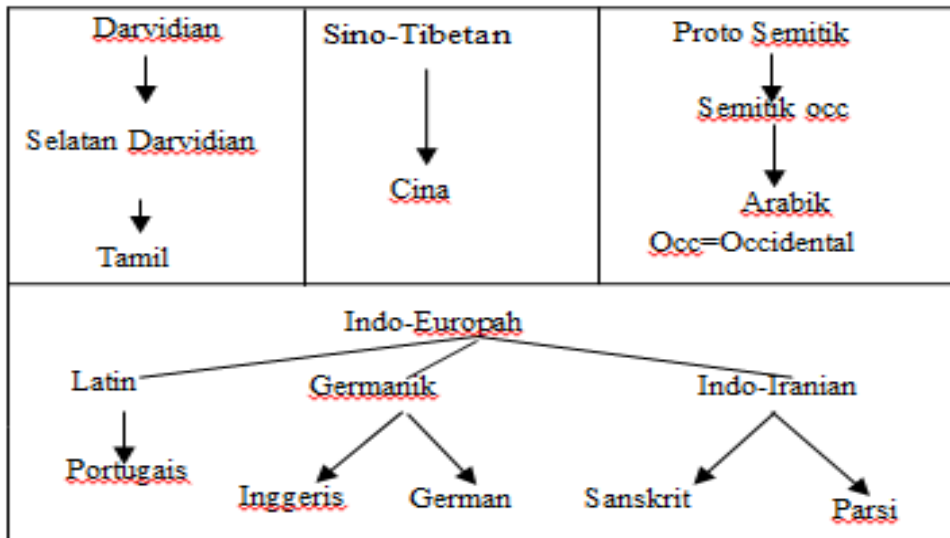 Darvidian
Selatan Darvidian
Tamil
Sino-Tibetan
Cina
Proto Semitik
Semitik occ
Arabik
Occ=Occidental
Indo-Europah
Latin
Germanik
Indo-Iranian
Portugais
Inggeris
German
Sanskrit
Parsi